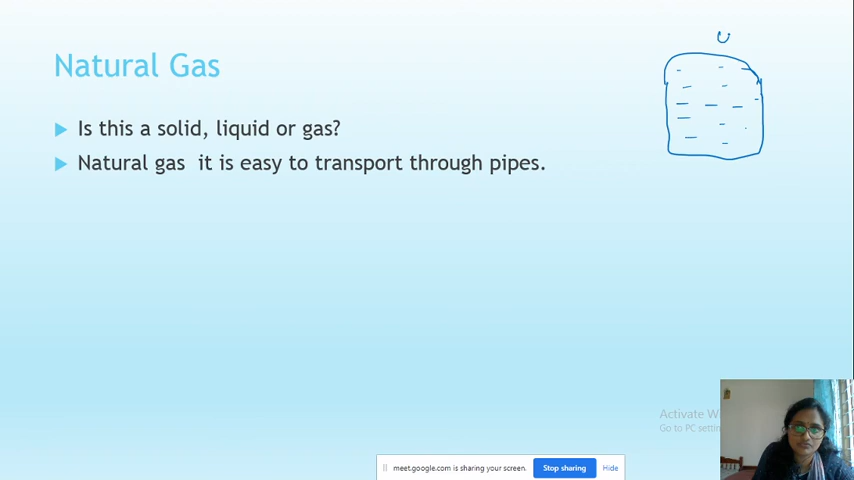 Natural Gas
Is this a solid, liquid or gas?
Natural gas it is easy to transport through pipes.
Activate W
Go to PC settin
meet.google.com is sharing your screen.
Stop sharing
Hide